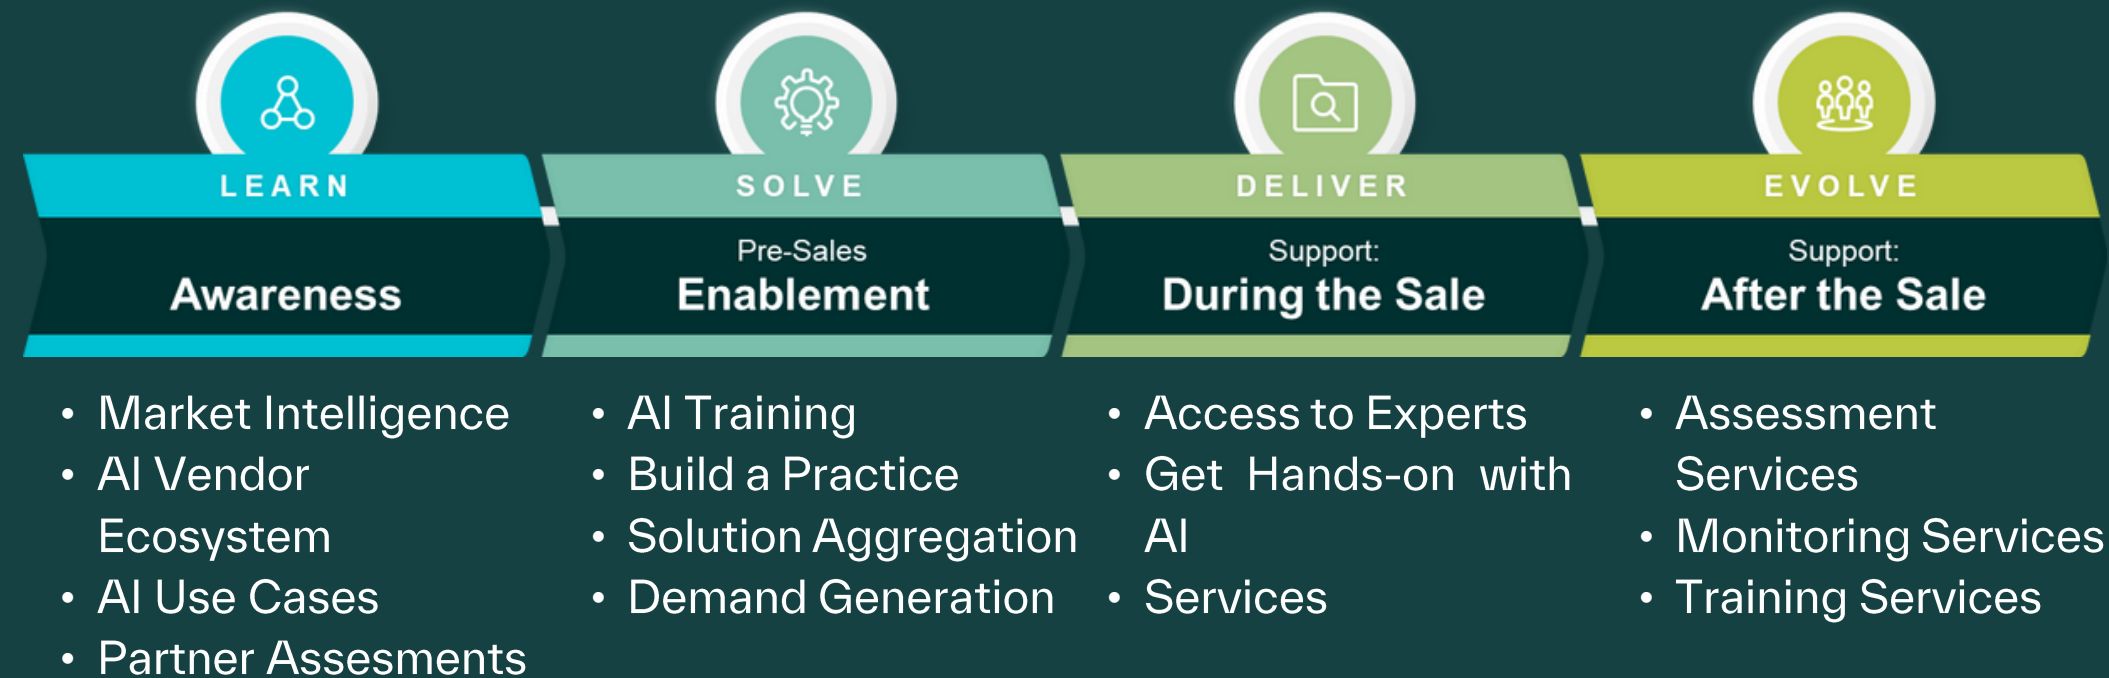 LEARN
Awareness
• Market Intelligence
• AI Vendor
Ecosystem
• AI Use Cases
• Partner Assesments
SOLVE
Pre-Sales
Enablement
• AI Training
• Build a Practice
• Solution Aggregation
• Demand Generation
DELIVER
Support:
During the Sale
• Access to Experts
• Get Hands-on with
AI
• Services
EVOLVE
Support:
After the Sale
• Assessment
Services
• Monitoring Services
• Training Services